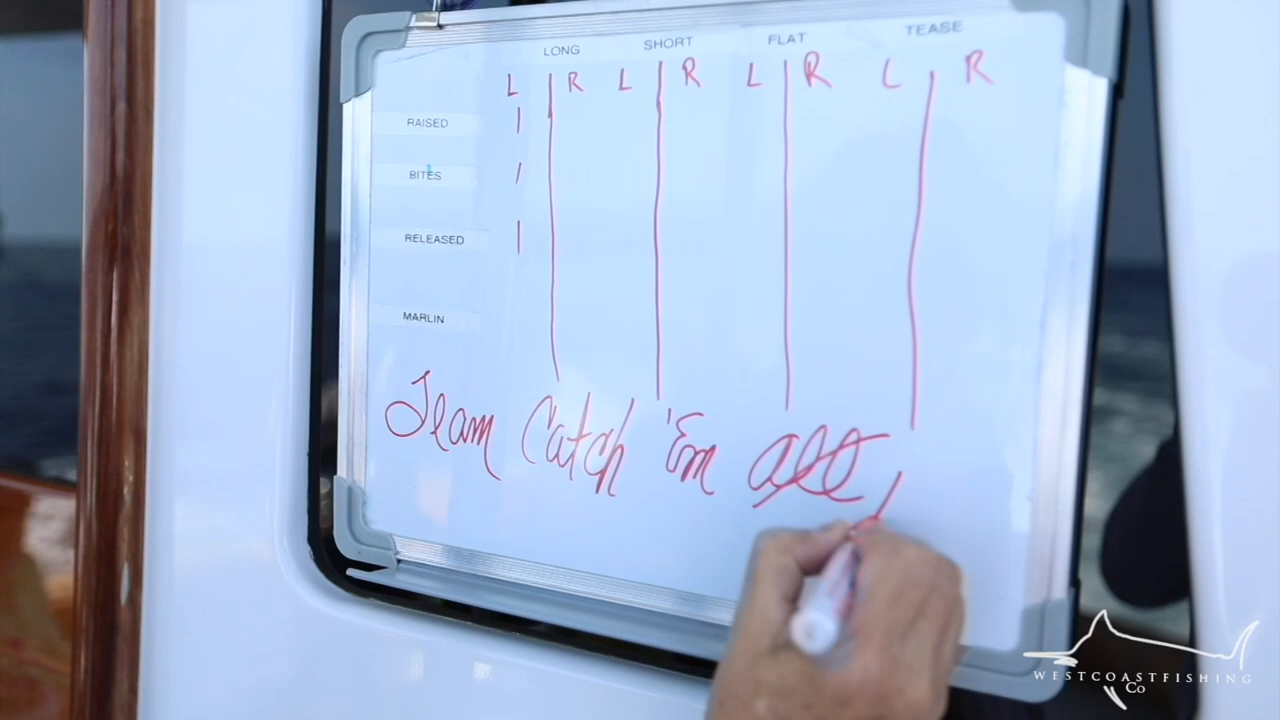 LONG SHORT FLAT TEASE
L R L R L R L R
RAISED |
BITES |
RELEASED |
MARLIN
Team Catch 'Em all
WESTCOASTFISHING
Co